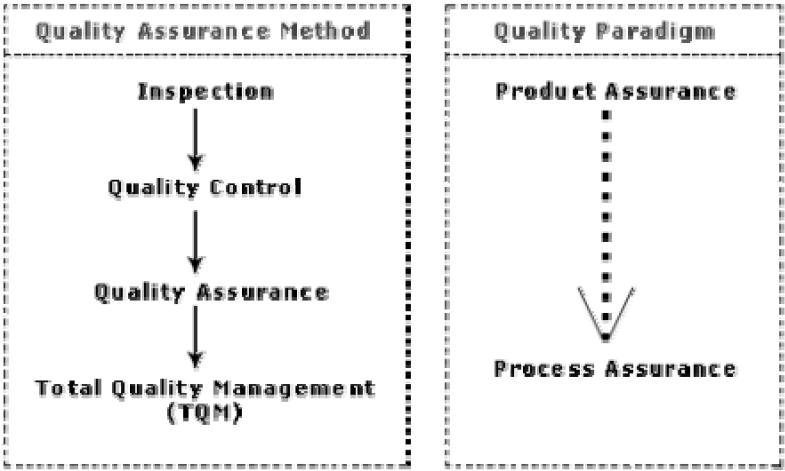 Quality Assurance Method
Inspection
Quality Control
Quality Assurance
Total Quality Management
(TQM)
Quality Paradigm
Product Assurance
Process Assurance